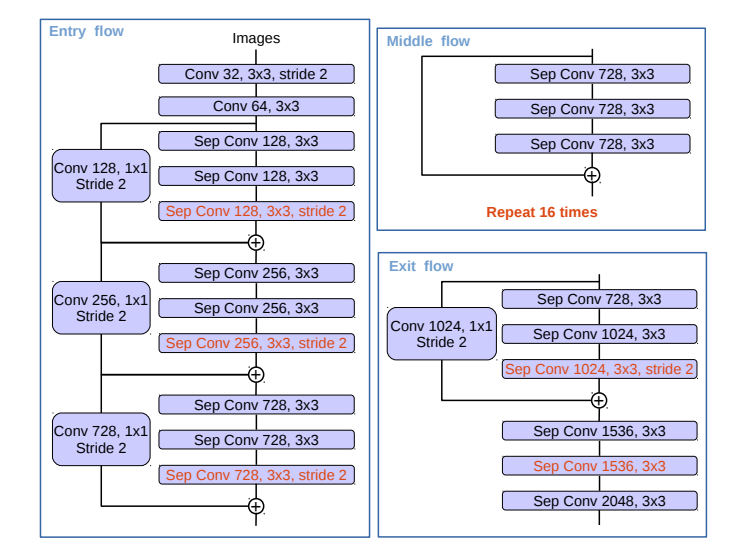 Entry flow
Images
Conv 32, 3x3, stride 2
Conv 64, 3x3
Sep Conv 128, 3x3
Conv 128, 1x1
Stride 2
Sep Conv 128, 3x3
Sep Conv 128, 3x3, stride 2
+
Sep Conv 256, 3x3
Conv 256, 1x1
Stride 2
Sep Conv 256, 3x3
Sep Conv 256, 3x3, stride 2
+
Sep Conv 728, 3x3
Conv 728, 1x1
Stride 2
Sep Conv 728, 3x3
Sep Conv 728, 3x3, stride 2
+
Middle flow
Sep Conv 728, 3x3
Sep Conv 728, 3x3
Sep Conv 728, 3x3
+
Repeat 16 times
Exit flow
Sep Conv 728, 3x3
Conv 1024, 1x1
Stride 2
Sep Conv 1024, 3x3
Sep Conv 1024, 3x3, stride 2
+
Sep Conv 1536, 3x3
Sep Conv 1536, 3x3
Sep Conv 2048, 3x3